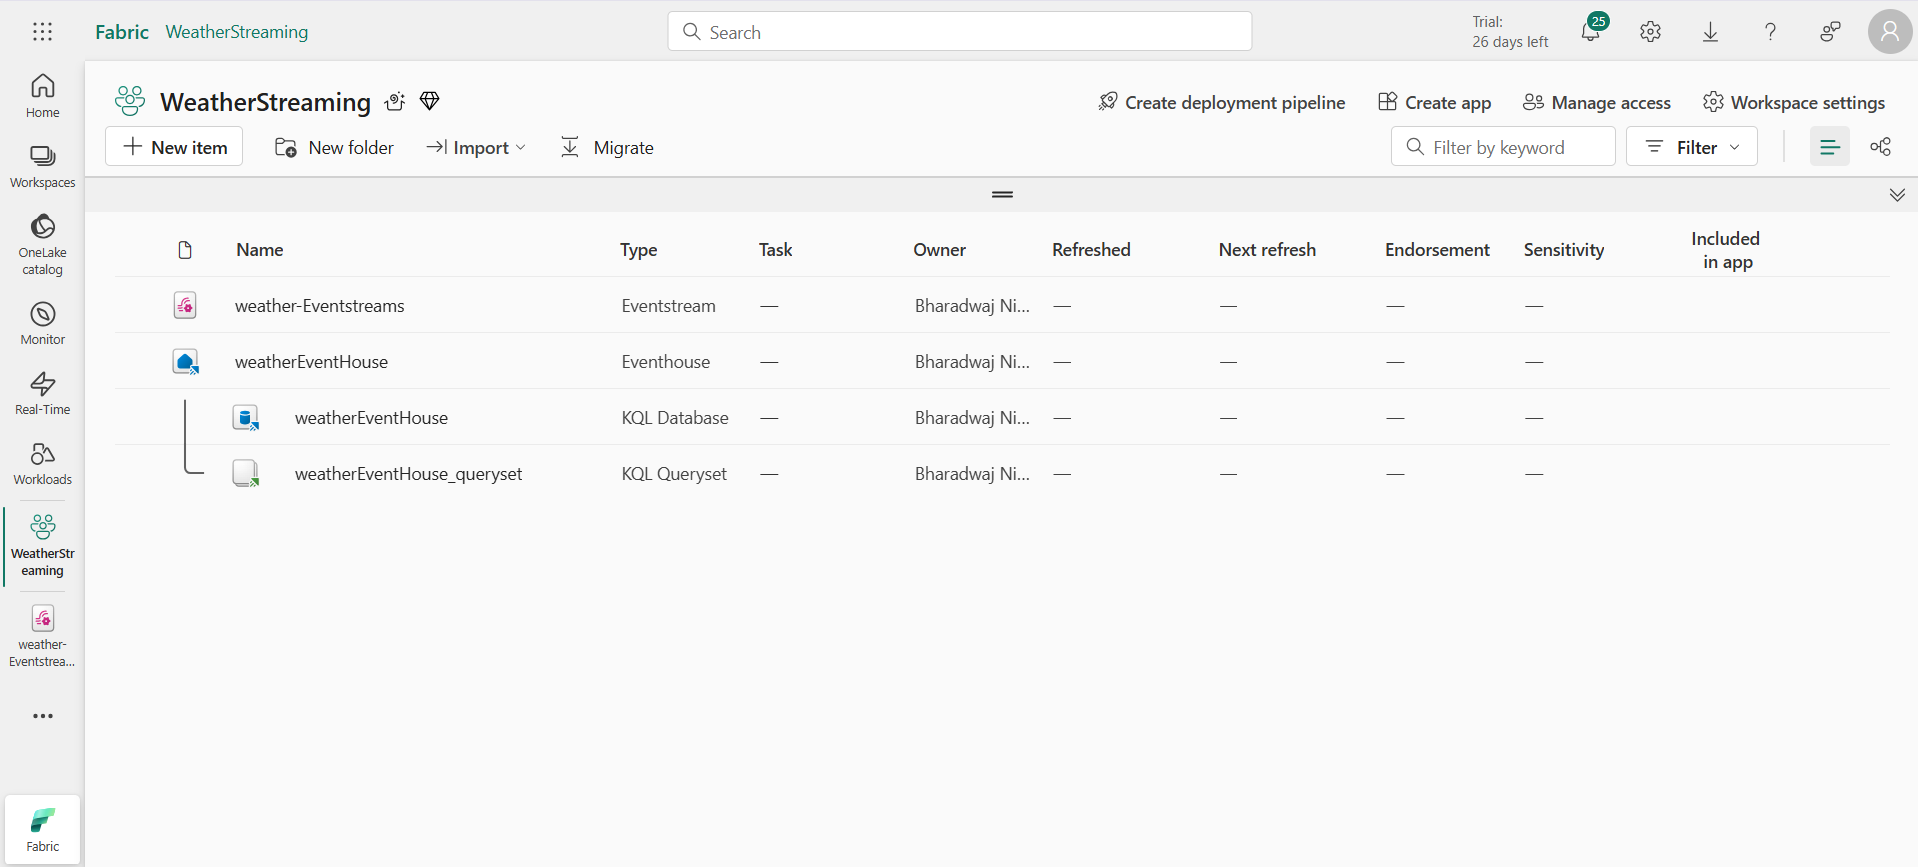 Fabric WeatherStreaming
Search
Trial:
26 days left
25
Home
Workspaces
OneLake
catalog
Monitor
Real-Time
Workloads
WeatherStr
eaming
weather-
Eventstrea...
Fabric
WeatherStreaming
Create deployment pipeline Create app Manage access Workspace settings
New item New folder Import Migrate Filter by keyword Filter
Name Type Task Owner Refreshed Next refresh Endorsement Sensitivity Included
in app
weather-Eventstreams Eventstream — Bharadwaj Ni... — — — —
weatherEventHouse Eventhouse — Bharadwaj Ni... — — — —
weatherEventHouse KQL Database — Bharadwaj Ni... — — — —
weatherEventHouse_queryset KQL Queryset — Bharadwaj Ni... — — — —